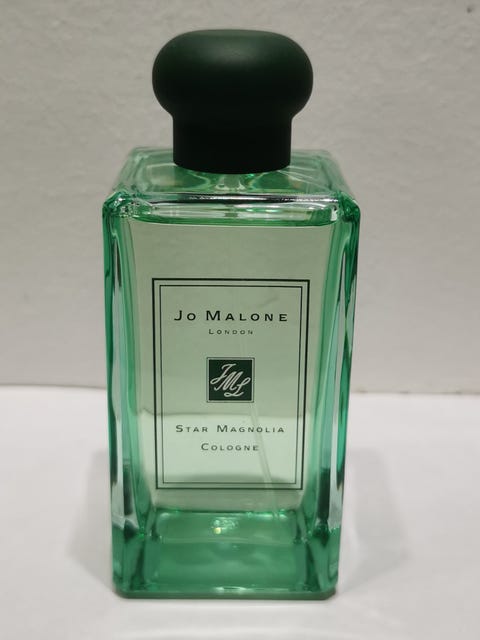 Jo Malone
London
JML
Star Magnolia
Cologne